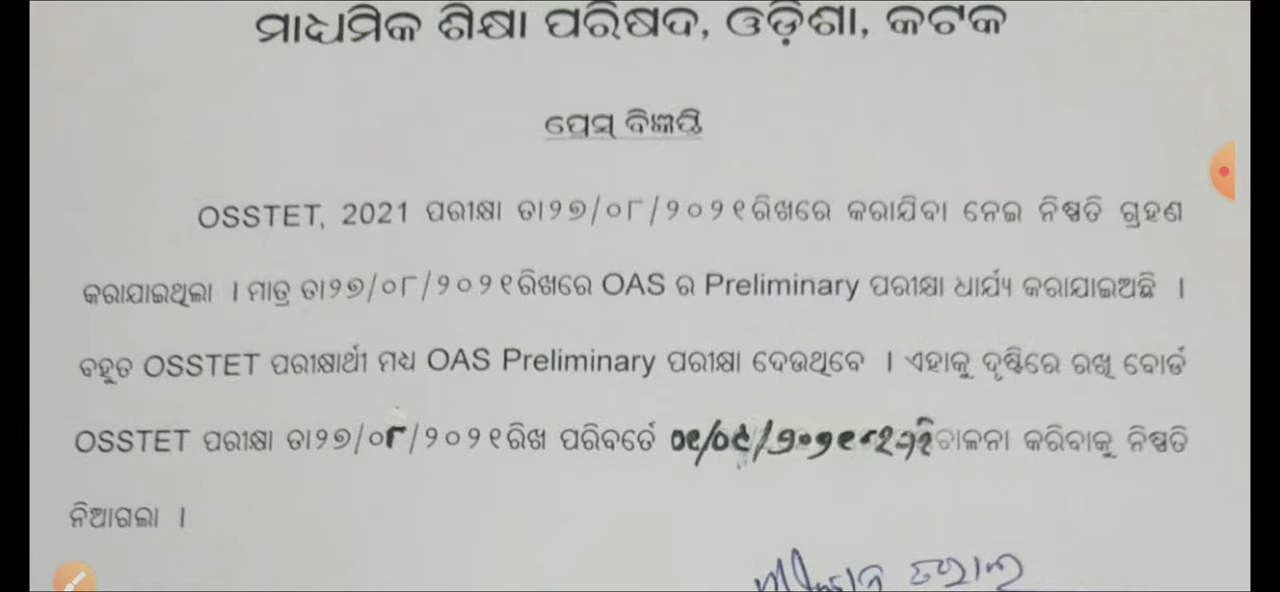 ମାଧ୍ୟମିକ ଶିକ୍ଷା ପରିଷଦ, ଓଡ଼ିଶା, କଟକ
ପ୍ରେସ୍ ବିଜ୍ଞପ୍ତି
OSSTET, 2021 ପରୀକ୍ଷା ତା୨୭/୦୮/୨୦୨୧ରିଖରେ କରାଯିବା ନେଇ ନିଷ୍ପତି ଗ୍ରହଣ
କରାଯାଇଥିଲା । ମାତ୍ର ତା୨୭/୦୮/୨୦୨୧ରିଖରେ OAS ର Preliminary ପରୀକ୍ଷା ଧାର୍ଯ୍ୟ କରାଯାଇଅଛି ।
ବହୁତ OSSTET ପରୀକ୍ଷାର୍ଥୀ ମଧ୍ୟ OAS Preliminary ପରୀକ୍ଷା ଦେଉଥିବେ । ଏହାକୁ ଦୃଷ୍ଟିରେ ରଖି ବୋର୍ଡ
OSSTET ପରୀକ୍ଷା ତା୨୭/୦୮/୨୦୨୧ରିଖ ପରିବର୍ତେ ଚାଳନା କରିବାକୁ ନିଷ୍ପତି
ନିଆଗଲା ।